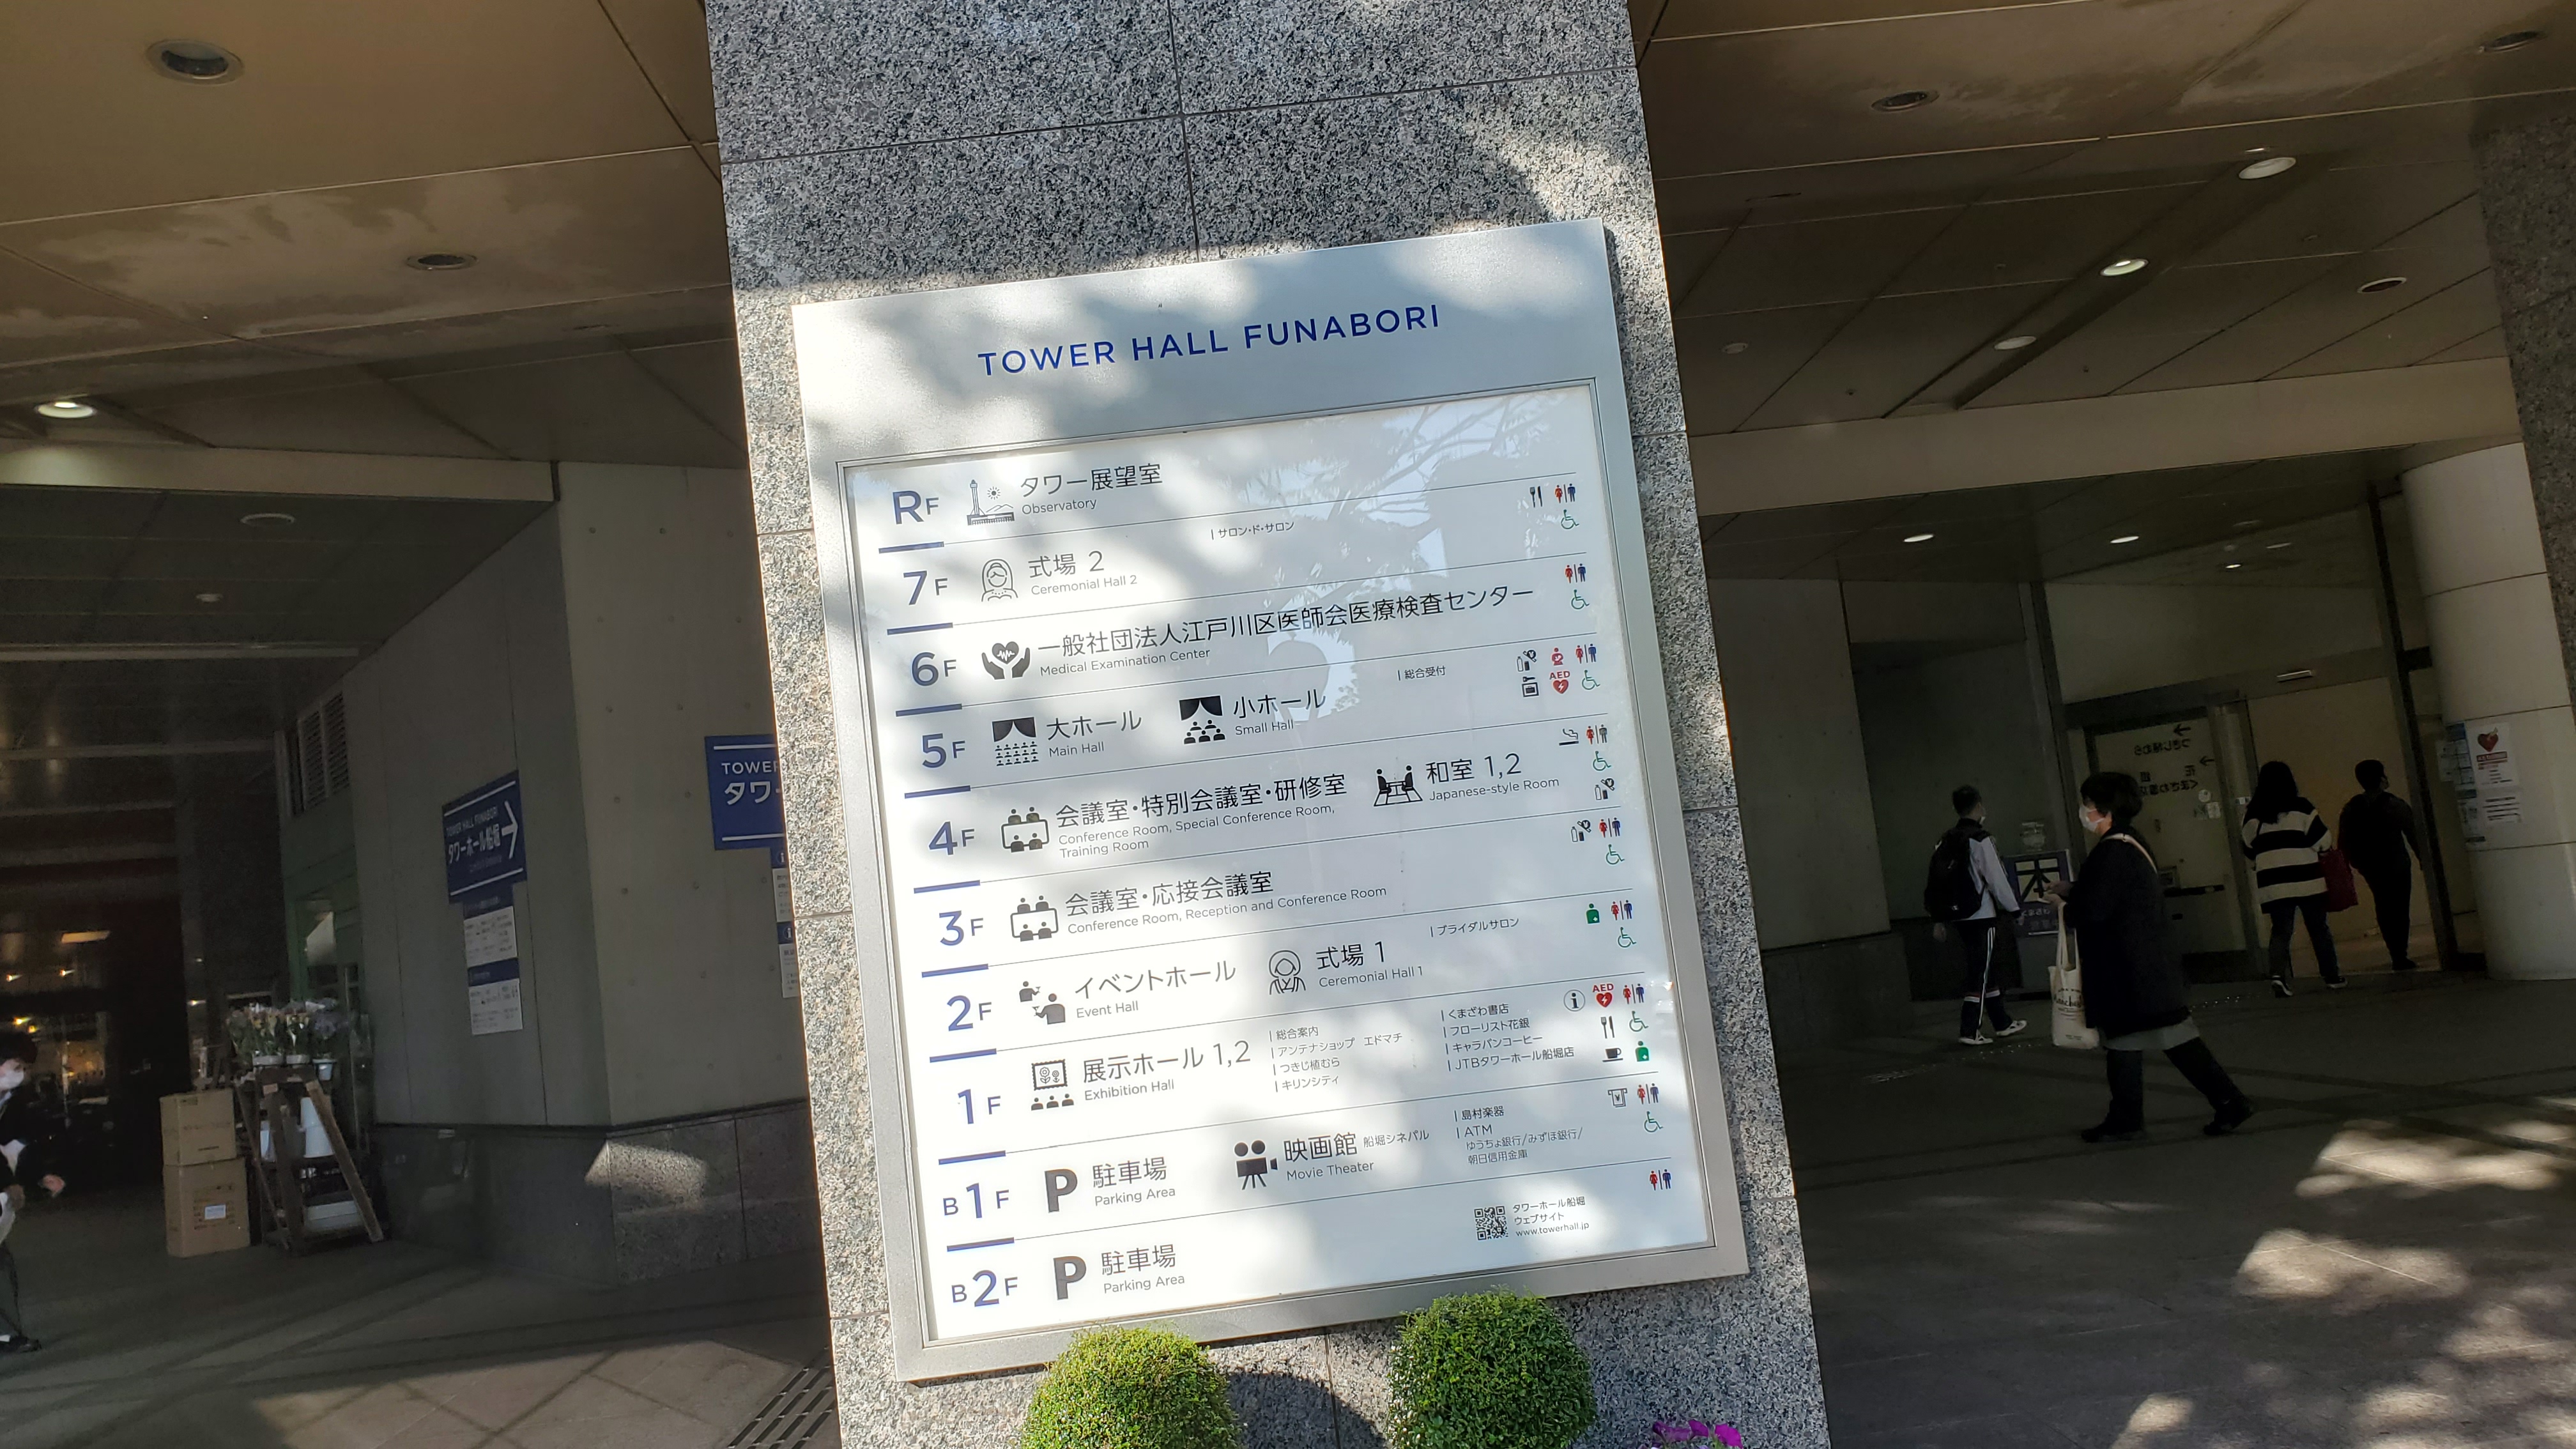 TOWER HALL FUNABORI
RF
タワー展望室
Observatory
7F
式場 2
Ceremonial Hall 2
サロン・ド・サロン
6F
一般社団法人江戸川区医師会医療検査センター
Medical Examination Center
5F
大ホール
Main Hall
小ホール
Small Hall
総合受付
AED
4F
会議室・特別会議室・研修室
Conference Room, Special Conference Room,
Training Room
和室 1,2
Japanese-style Room
3F
会議室・応接会議室
Conference Room, Reception and Conference Room
2F
イベントホール
Event Hall
式場 1
Ceremonial Hall 1
ブライダルサロン
1F
展示ホール 1,2
Exhibition Hall
総合案内
アンテナショップ エドマチ
つきじ植むら
キリンシティ
くまざわ書店
フローリスト花銀
キャラバンコーヒー
JTBタワーホール船堀店
AED
B1F
P
駐車場
Parking Area
映画館 船堀シネパル
Movie Theater
島村楽器
ATM
ゆうちょ銀行/みずほ銀行/
朝日信用金庫
B2F
P
駐車場
Parking Area
タワーホール船堀
ウェブサイト
www.towerhall.jp
TOWER HALL FUNABORI
タワーホール船堀
TOWE
タワ
本